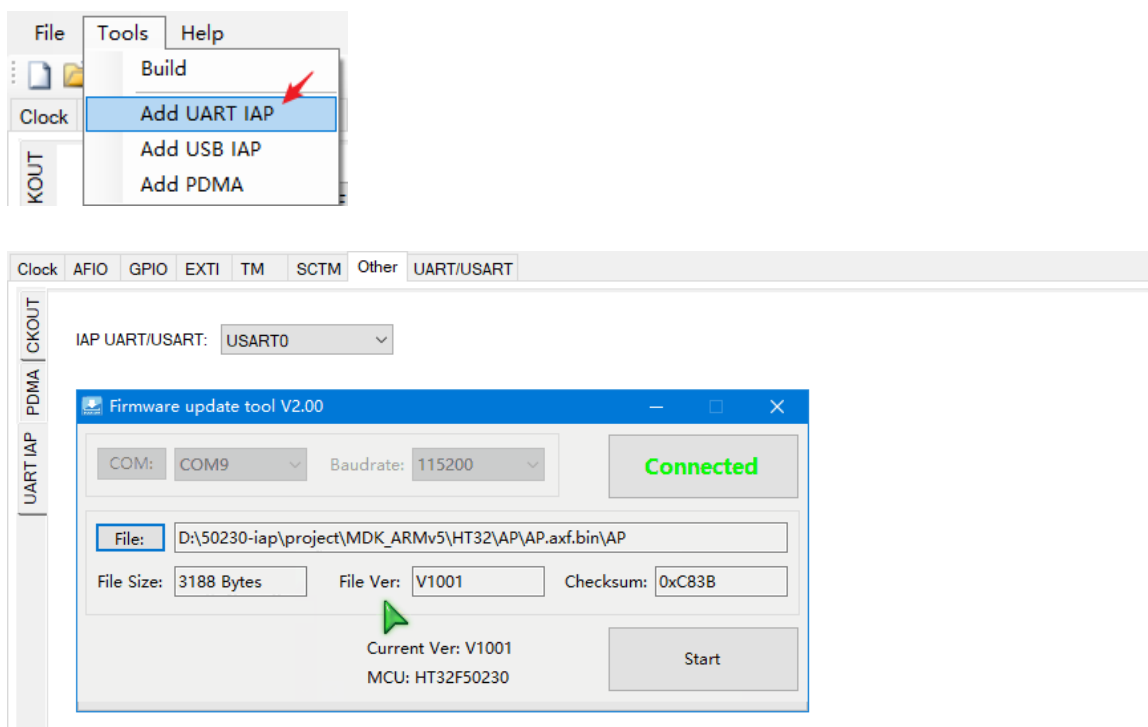 File Tools Help
Build
Clock
Add UART IAP
Add USB IAP
KOUT
Add PDMA
Clock AFIO GPIO EXTI TM SCTM Other UART/USART
CKOUT
PDMA
UART IAP
IAP UART/USART: USART0
Firmware update tool V2.00
COM: COM9 Baudrate: 115200 Connected
File: D:\50230-iap\project\MDK_ARMv5\HT32\AP\AP.axf.bin\AP
File Size: 3188 Bytes File Ver: V1001 Checksum: 0xC83B
Current Ver: V1001
MCU: HT32F50230
Start